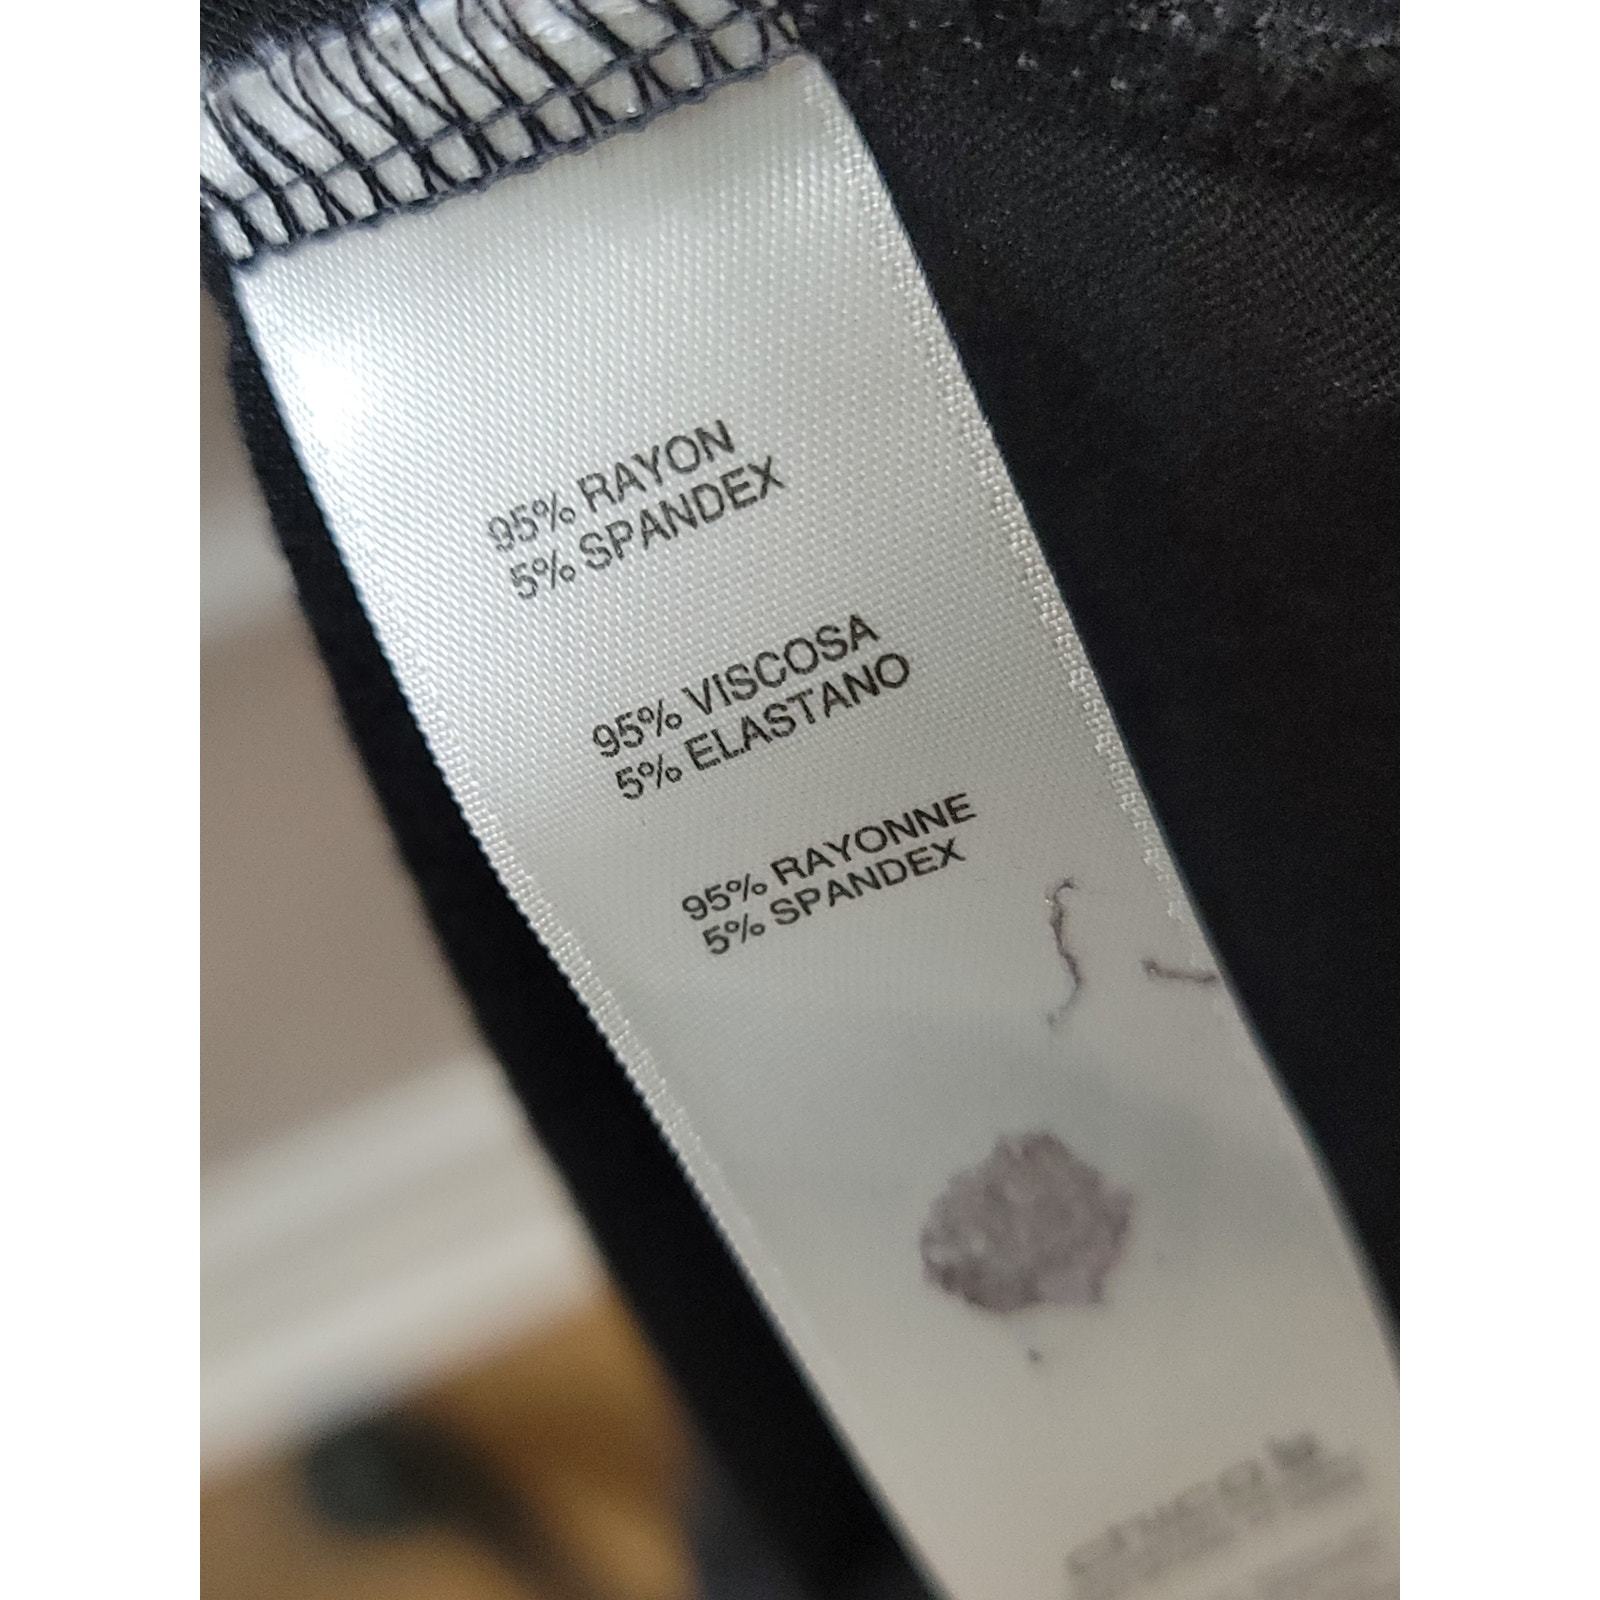 95% RAYON
5% SPANDEX
95% VISCOSA
5% ELASTANO
95% RAYONNE
5% SPANDEX